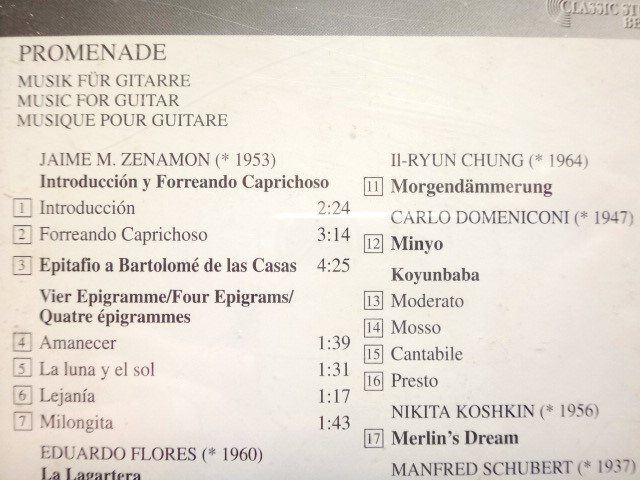 CLASSIC
PROMENADE
MUSIK FÜR GITARRE
MUSIC FOR GUITAR
MUSIQUE POUR GUITARE
JAIME M. ZENAMON (* 1953)
Introducción y Forreando Caprichoso
1 Introducción 2:24
2 Forreando Caprichoso 3:14
3 Epitafio a Bartolomé de las Casas 4:25
Vier Epigramme/Four Epigrams/
Quatre épigrammes
4 Amanecer 1:39
5 La luna y el sol 1:31
6 Lejanía 1:17
7 Milongita 1:43
EDUARDO FLORES (* 1960)
La Lagartera
Il-RYUN CHUNG (* 1964)
11 Morgendämmerung
CARLO DOMENICONI (* 1947)
12 Minyo
Koyunbaba
13 Moderato
14 Mosso
15 Cantabile
16 Presto
NIKITA KOSHKIN (* 1956)
17 Merlin's Dream
MANFRED SCHUBERT (* 1937)